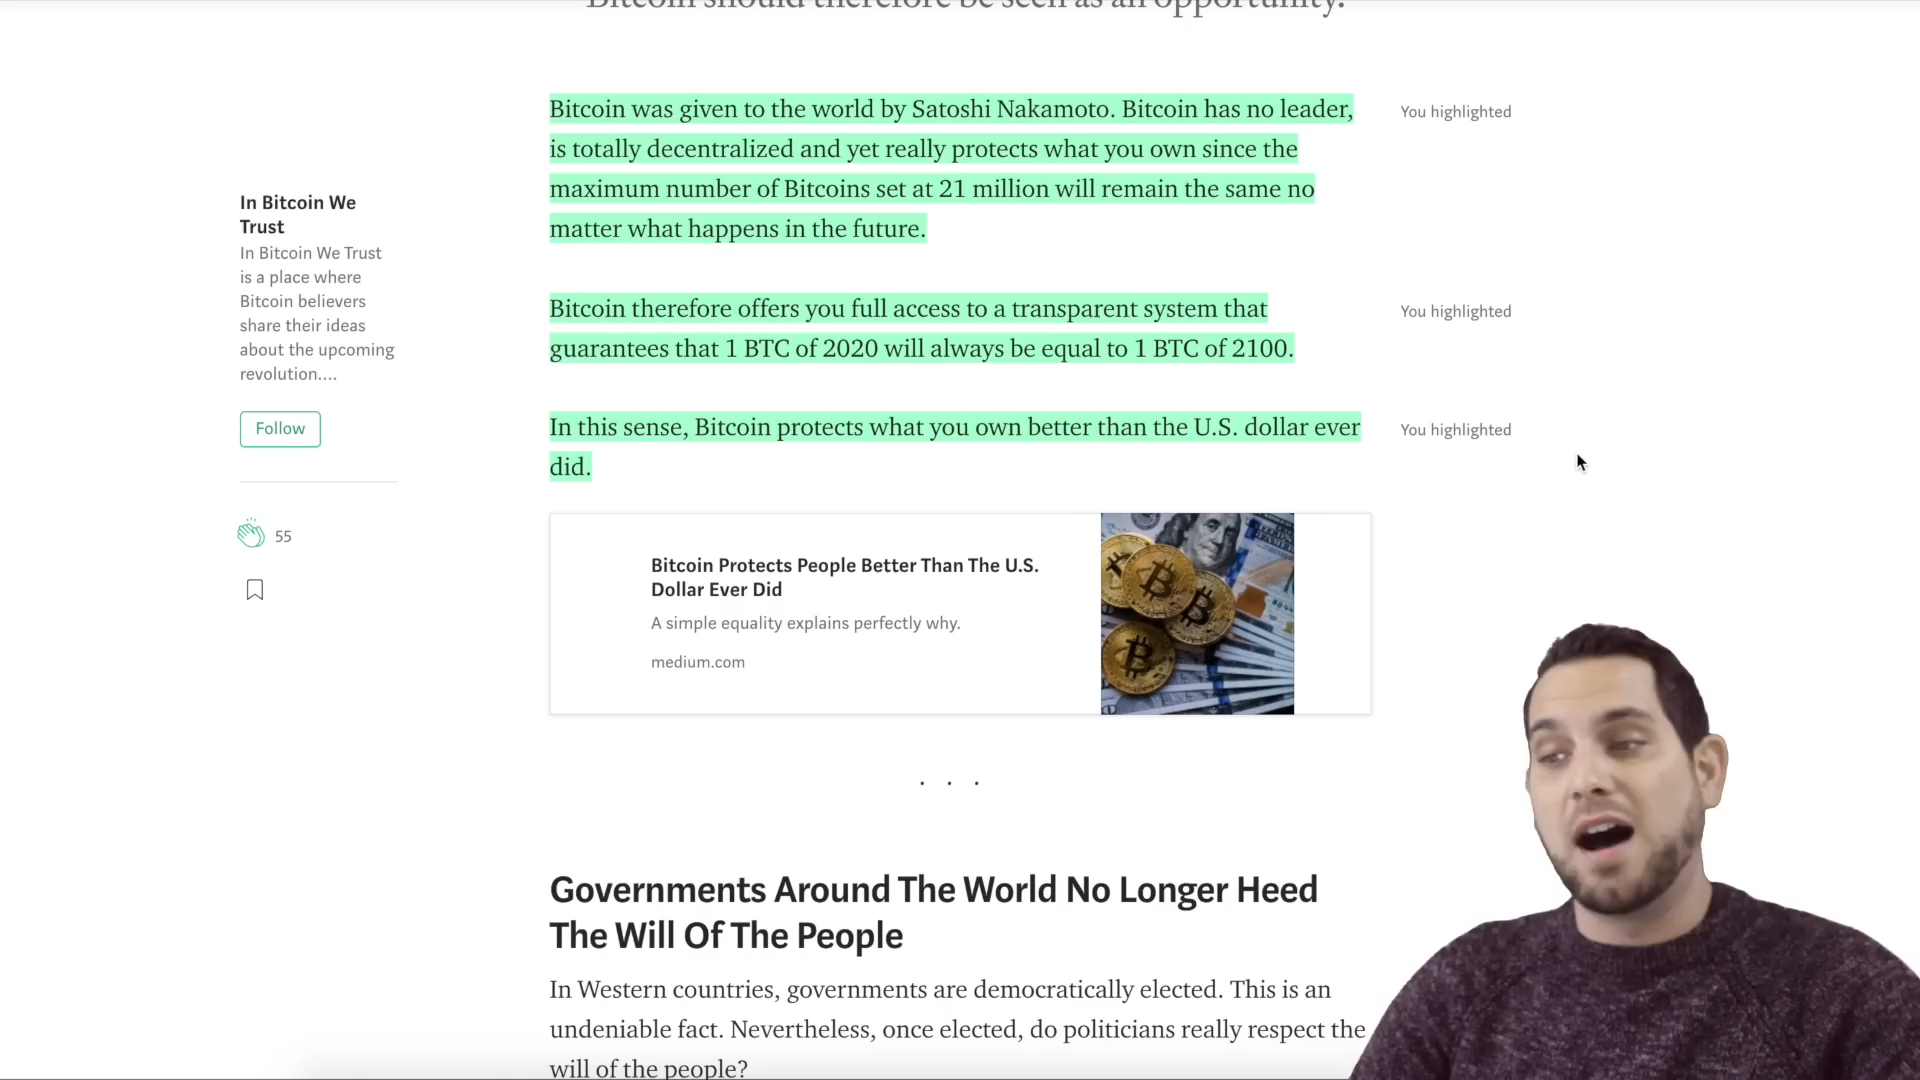 Bitcoin should therefore be seen as an opportunity.
Bitcoin was given to the world by Satoshi Nakamoto. Bitcoin has no leader,
is totally decentralized and yet really protects what you own since the
maximum number of Bitcoins set at 21 million will remain the same no
matter what happens in the future.
You highlighted
Bitcoin therefore offers you full access to a transparent system that
guarantees that 1 BTC of 2020 will always be equal to 1 BTC of 2100.
You highlighted
In this sense, Bitcoin protects what you own better than the U.S. dollar ever
did.
You highlighted
In Bitcoin We
Trust
In Bitcoin We Trust
is a place where
Bitcoin believers
share their ideas
about the upcoming
revolution....
Follow
55
Bitcoin Protects People Better Than The U.S.
Dollar Ever Did
A simple equality explains perfectly why.
medium.com
. . .
Governments Around The World No Longer Heed
The Will Of The People
In Western countries, governments are democratically elected. This is an
undeniable fact. Nevertheless, once elected, do politicians really respect the
will of the people?